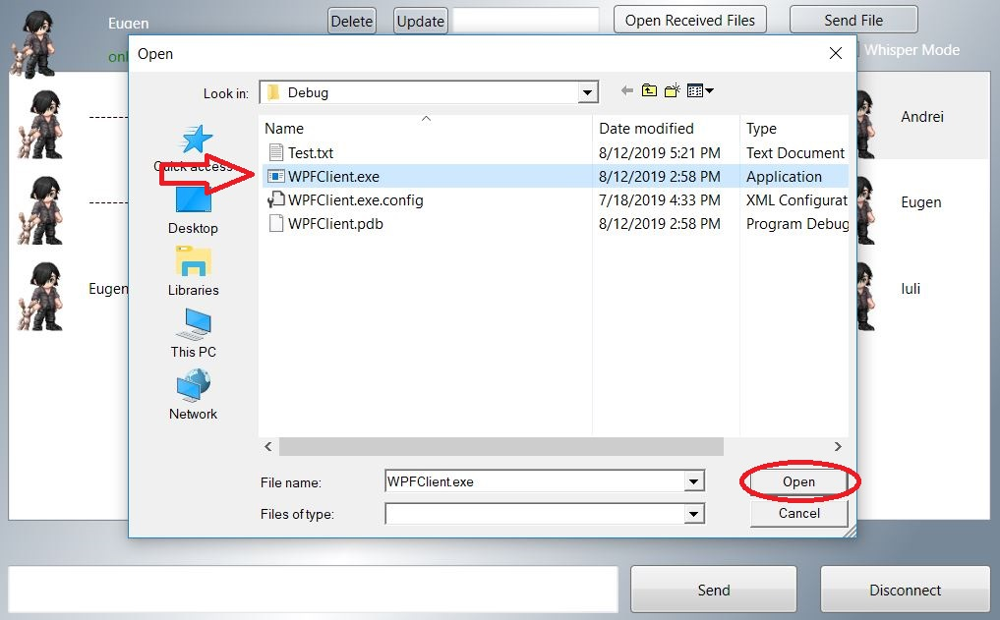 Eugen
Delete
Update
Open Received Files
Send File
Open
Whisper Mode
Look in:
Debug
Name
Date modified
Type
Test.txt
8/12/2019 5:21 PM
Text Document
Quick access
WPFClient.exe
8/12/2019 2:58 PM
Application
WPFClient.exe.config
7/18/2019 4:33 PM
XML Configurat
WPFClient.pdb
8/12/2019 2:58 PM
Program Debug
Desktop
Libraries
This PC
Network
--------
--------
Eugen
Andrei
Eugen
Iuli
File name:
WPFClient.exe
Open
Files of type:
Cancel
Send
Disconnect